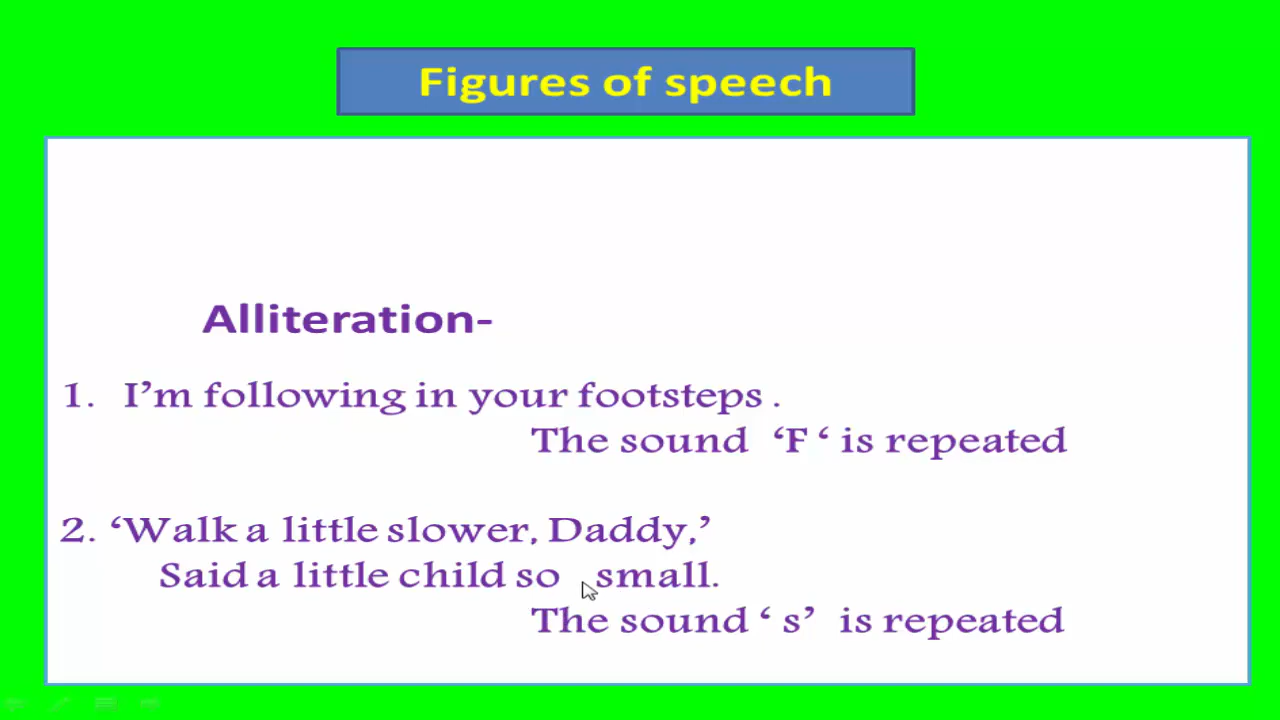 Figures of speech
Alliteration-
1. I’m following in your footsteps .
The sound ‘F ‘ is repeated
2. ‘Walk a little slower, Daddy,’
Said a little child so small.
The sound ‘ s’ is repeated